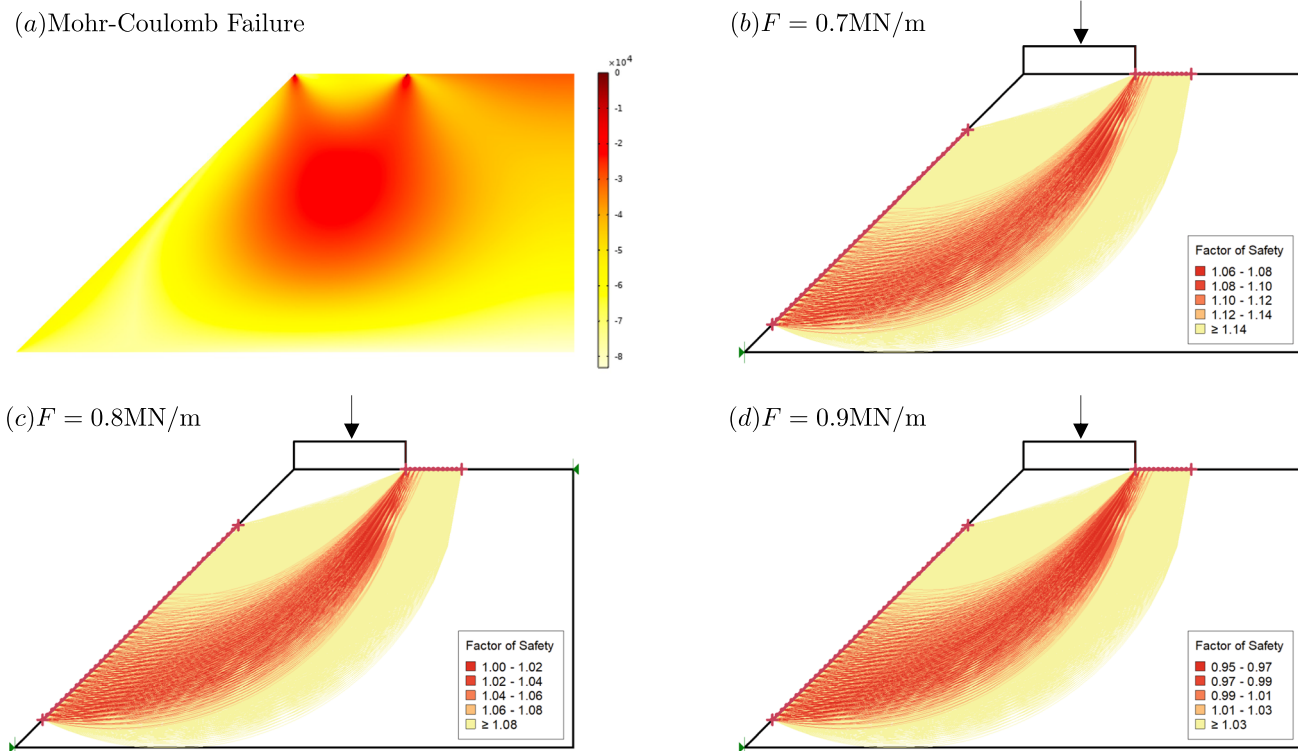 (a)Mohr-Coulomb Failure
×10⁴
0
-1
-2
-3
-4
-5
-6
-7
-8
(b)F = 0.7MN/m
Factor of Safety
1.06 - 1.08
1.08 - 1.10
1.10 - 1.12
1.12 - 1.14
≥ 1.14
(c)F = 0.8MN/m
Factor of Safety
1.00 - 1.02
1.02 - 1.04
1.04 - 1.06
1.06 - 1.08
≥ 1.08
(d)F = 0.9MN/m
Factor of Safety
0.95 - 0.97
0.97 - 0.99
0.99 - 1.01
1.01 - 1.03
≥ 1.03